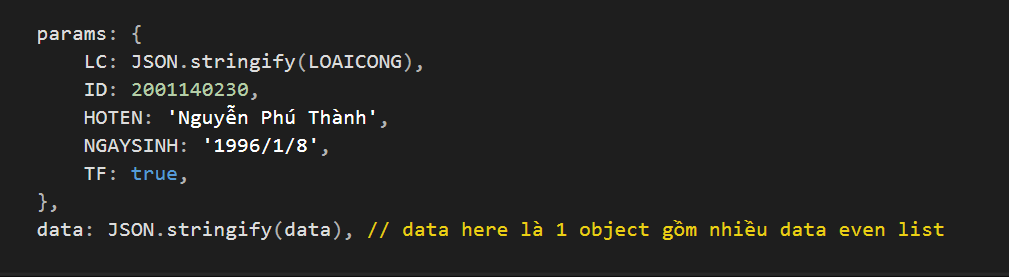 params: {
LC: JSON.stringify(LOAICONG),
ID: 2001140230,
HOTEN: 'Nguyễn Phú Thành',
NGAYSINH: '1996/1/8',
TF: true,
},
data: JSON.stringify(data), // data here là 1 object gồm nhiều data even list